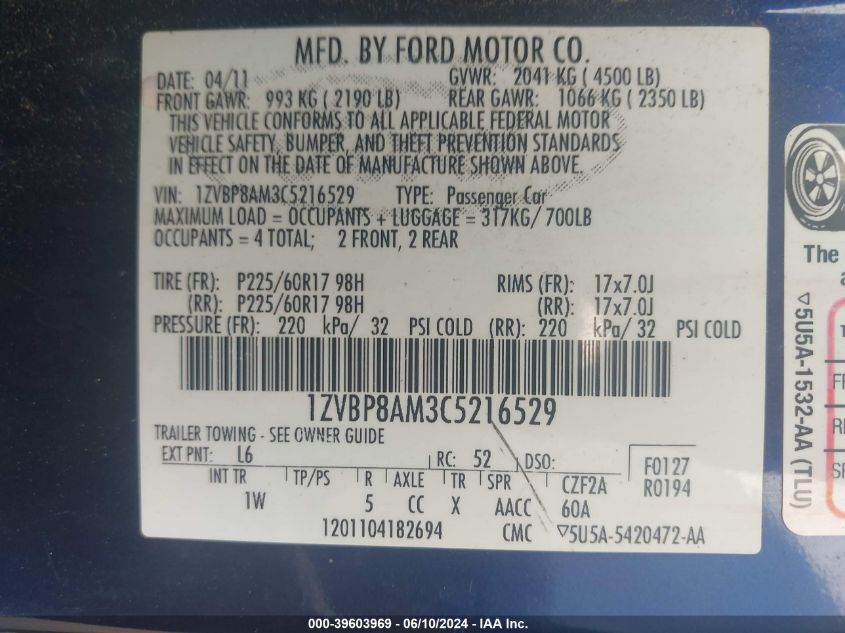 MFD. BY FORD MOTOR CO.
DATE: 04/11 GVWR: 2041 KG ( 4500 LB)
FRONT GAWR: 993 KG ( 2190 LB) REAR GAWR: 1066 KG ( 2350 LB)
THIS VEHICLE CONFORMS TO ALL APPLICABLE FEDERAL MOTOR
VEHICLE SAFETY, BUMPER, AND THEFT PREVENTION STANDARDS
IN EFFECT ON THE DATE OF MANUFACTURE SHOWN ABOVE.
VIN: 1ZVBP8AM3C5216529 TYPE: Passenger Car
MAXIMUM LOAD = OCCUPANTS + LUGGAGE = 317KG/ 700LB
OCCUPANTS = 4 TOTAL; 2 FRONT, 2 REAR
TIRE (FR): P225/60R17 98H RIMS (FR): 17x7.0J
(RR): P225/60R17 98H (RR): 17x7.0J
PRESSURE (FR): 220 kPa/ 32 PSI COLD (RR): 220 kPa/ 32 PSI COLD
1ZVBP8AM3C5216529
TRAILER TOWING - SEE OWNER GUIDE
EXT PNT: L6 RC: 52 DSO: F0127
INT TR TP/PS R AXLE TR SPR CZF2A R0194
1W 5 CC X AACC 60A
1201104182694 CMC ▽5U5A-5420472-AA
The
▽5U5A-1532-AA (TLU)
000-39603969 - 06/10/2024 - IAA Inc.